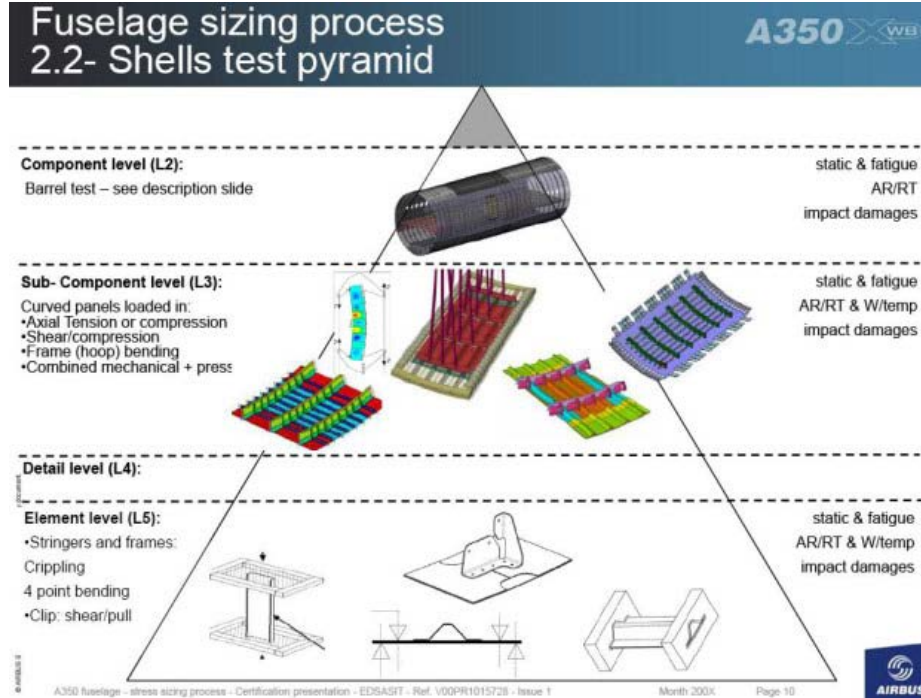 Fuselage sizing process
2.2- Shells test pyramid
A350 XWB
Component level (L2):
Barrel test – see description slide
static & fatigue
AR/RT
impact damages
Sub- Component level (L3):
Curved panels loaded in:
•Axial Tension or compression
•Shear/compression
•Frame (hoop) bending
•Combined mechanical + press
static & fatigue
AR/RT & W/temp
impact damages
Detail level (L4):
Element level (L5):
•Stringers and frames:
Crippling
4 point bending
•Clip: shear/pull
static & fatigue
AR/RT & W/temp
impact damages
A350 fuselage - stress sizing process - Certification presentation - EDSASIT - Ref. V00PR1015728 - Issue 1
Month 200X
Page 10
AIRBUS